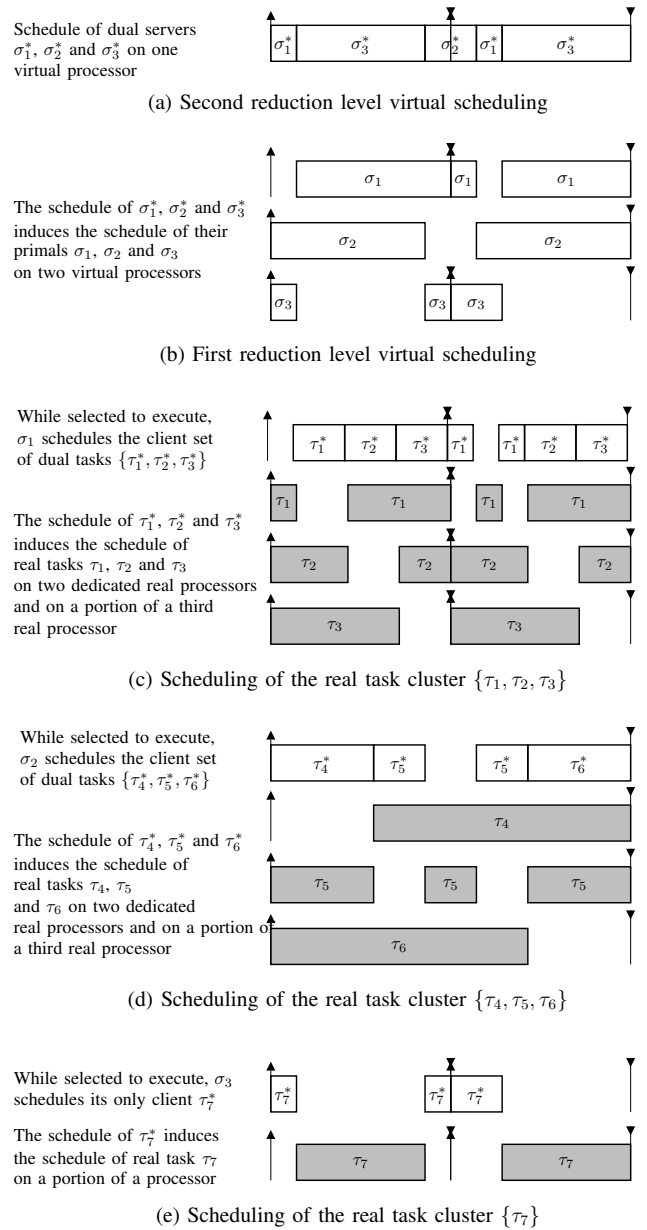 Schedule of dual servers
σ₁*, σ₂* and σ₃* on one
virtual processor
σ₁* σ₃* σ₂* σ₁* σ₃*
(a) Second reduction level virtual scheduling
σ₁ σ₁ σ₁
The schedule of σ₁*, σ₂* and σ₃*
induces the schedule of their
primals σ₁, σ₂ and σ₃
on two virtual processors
σ₂ σ₂
σ₃ σ₃ σ₃
(b) First reduction level virtual scheduling
While selected to execute,
σ₁ schedules the client set
of dual tasks {τ₁*, τ₂*, τ₃*}
τ₁* τ₂* τ₃* τ₁* τ₁* τ₂* τ₃*
τ₁ τ₁ τ₁ τ₁
The schedule of τ₁*, τ₂* and τ₃*
induces the schedule of
real tasks τ₁, τ₂ and τ₃
on two dedicated real processors
and on a portion of a third
real processor
τ₂ τ₂ τ₂ τ₂
τ₃ τ₃
(c) Scheduling of the real task cluster {τ₁, τ₂, τ₃}
While selected to execute,
σ₂ schedules the client set
of dual tasks {τ₄*, τ₅*, τ₆*}
τ₄* τ₅* τ₅* τ₆*
τ₄
The schedule of τ₄*, τ₅* and τ₆*
induces the schedule of
real tasks τ₄, τ₅
and τ₆ on two dedicated
real processors and on a portion of
a third real processor
τ₅ τ₅ τ₅
τ₆
(d) Scheduling of the real task cluster {τ₄, τ₅, τ₆}
While selected to execute, σ₃
schedules its only client τ₇*
τ₇* τ₇* τ₇*
The schedule of τ₇* induces
the schedule of real task τ₇
on a portion of a processor
τ₇ τ₇
(e) Scheduling of the real task cluster {τ₇}